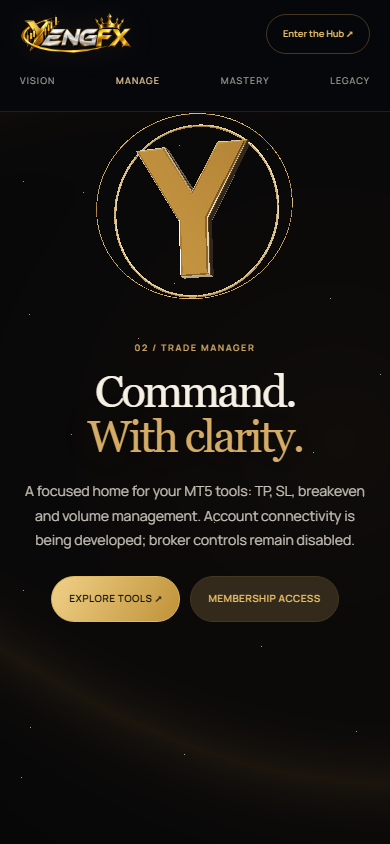 YENGFX
Enter the Hub ↗
VISION
MANAGE
MASTERY
LEGACY
Y
02 / TRADE MANAGER
Command.
With clarity.
A focused home for your MT5 tools: TP, SL, breakeven
and volume management. Account connectivity is
being developed; broker controls remain disabled.
EXPLORE TOOLS ↗
MEMBERSHIP ACCESS